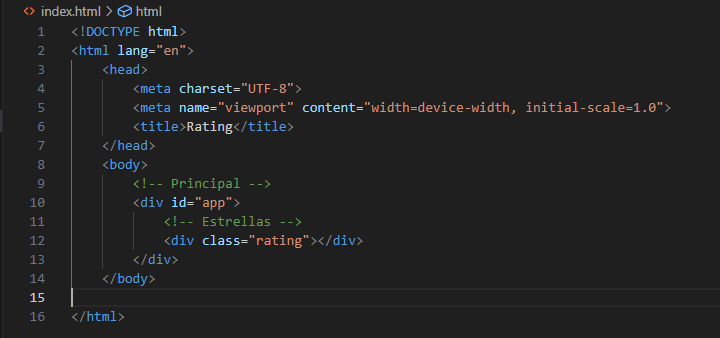 index.html > html
1 <!DOCTYPE html>
2 <html lang="en">
3     <head>
4         <meta charset="UTF-8">
5         <meta name="viewport" content="width=device-width, initial-scale=1.0">
6         <title>Rating</title>
7     </head>
8     <body>
9         <!-- Principal -->
10         <div id="app">
11             <!-- Estrellas -->
12             <div class="rating"></div>
13         </div>
14     </body>
15
16 </html>